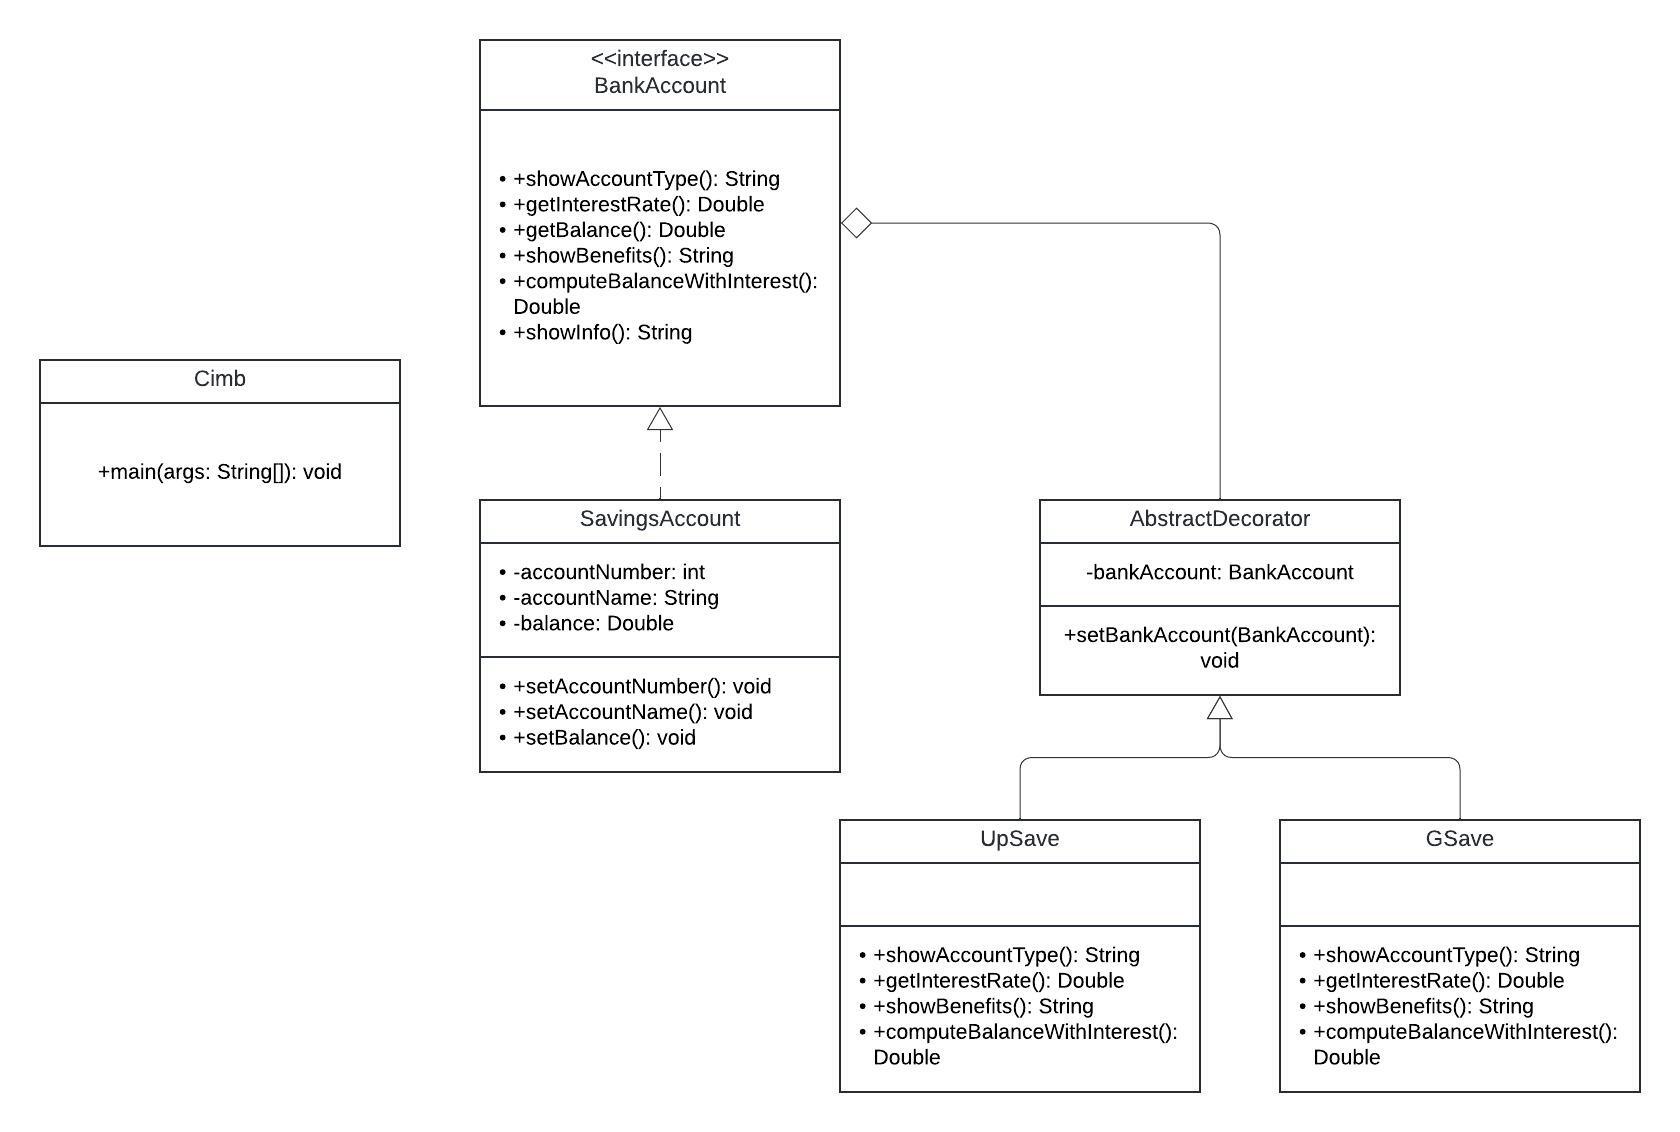 <<interface>>
BankAccount
• +showAccountType(): String
• +getInterestRate(): Double
• +getBalance(): Double
• +showBenefits(): String
• +computeBalanceWithInterest():
Double
• +showInfo(): String
Cimb
+main(args: String[]): void
SavingsAccount
• -accountNumber: int
• -accountName: String
• -balance: Double
• +setAccountNumber(): void
• +setAccountName(): void
• +setBalance(): void
AbstractDecorator
-bankAccount: BankAccount
+setBankAccount(BankAccount):
void
UpSave
• +showAccountType(): String
• +getInterestRate(): Double
• +showBenefits(): String
• +computeBalanceWithInterest():
Double
GSave
• +showAccountType(): String
• +getInterestRate(): Double
• +showBenefits(): String
• +computeBalanceWithInterest():
Double